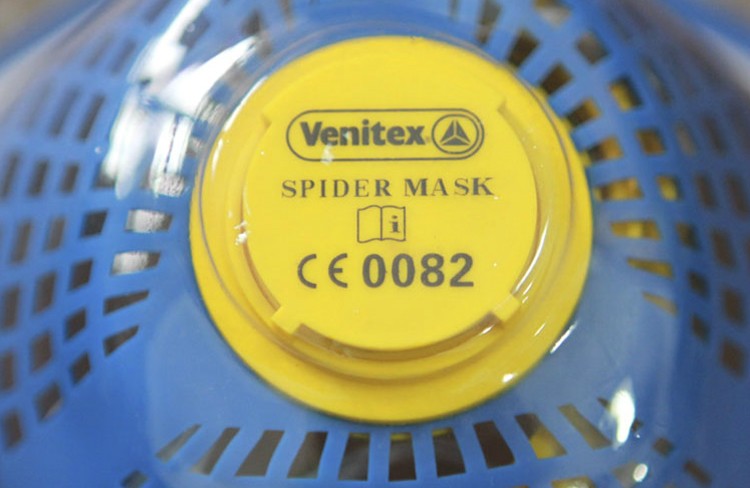 Venitex
SPIDER MASK
i
CE 0082